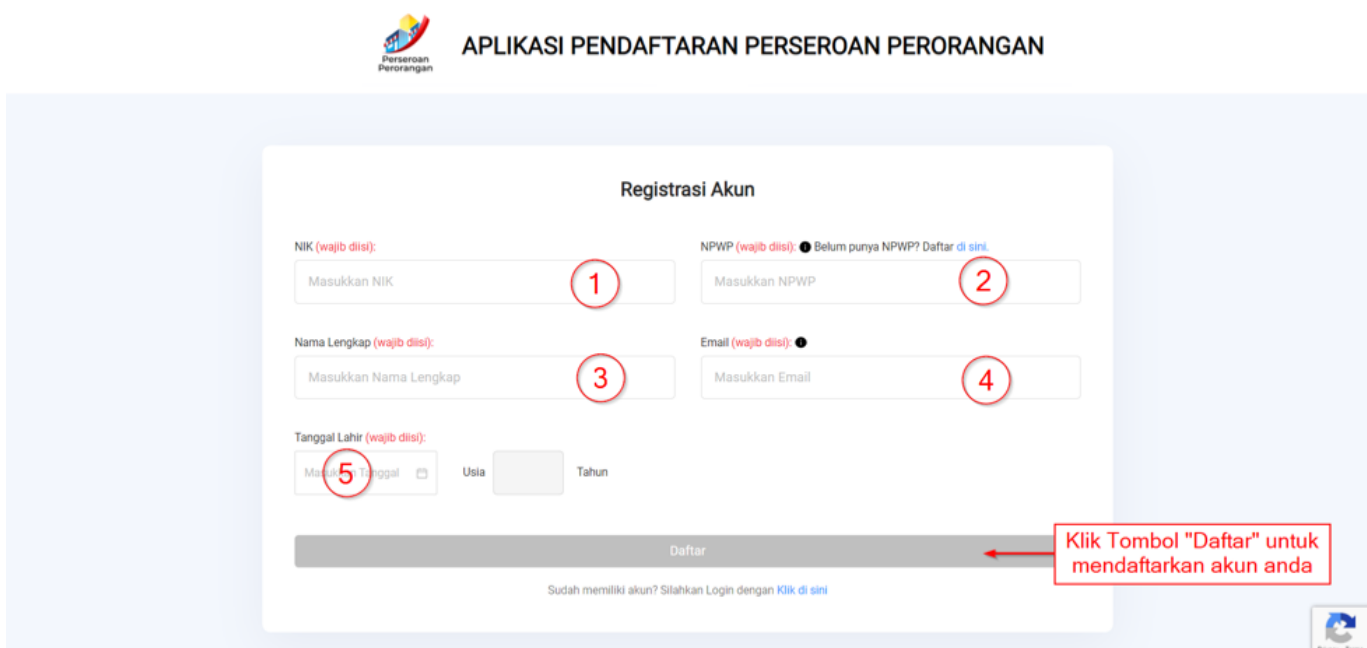 Perseroan
Perorangan
APLIKASI PENDAFTARAN PERSEROAN PERORANGAN
Registrasi Akun
NIK (wajib diisi):
NPWP (wajib diisi): Belum punya NPWP? Daftar di sini.
Masukkan NIK
1
Masukkan NPWP
2
Nama Lengkap (wajib diisi):
Email (wajib diisi):
Masukkan Nama Lengkap
3
Masukkan Email
4
Tanggal Lahir (wajib diisi):
Masukkan Tanggal
5
Usia
Tahun
Daftar
Klik Tombol "Daftar" untuk
mendaftarkan akun anda
Sudah memiliki akun? Silahkan Login dengan Klik di sini